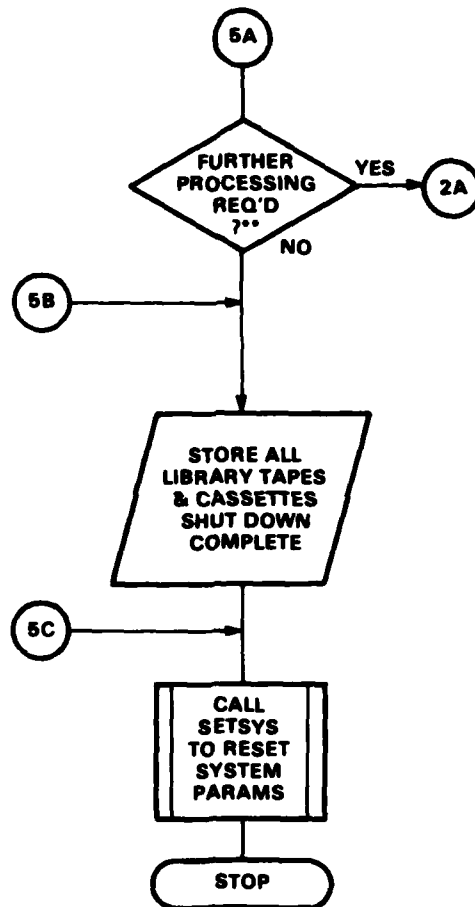 5A
FURTHER
PROCESSING
REQ'D
?**
YES
2A
NO
5B
STORE ALL
LIBRARY TAPES
& CASSETTES
SHUT DOWN
COMPLETE
5C
CALL
SETSYS
TO RESET
SYSTEM
PARAMS
STOP